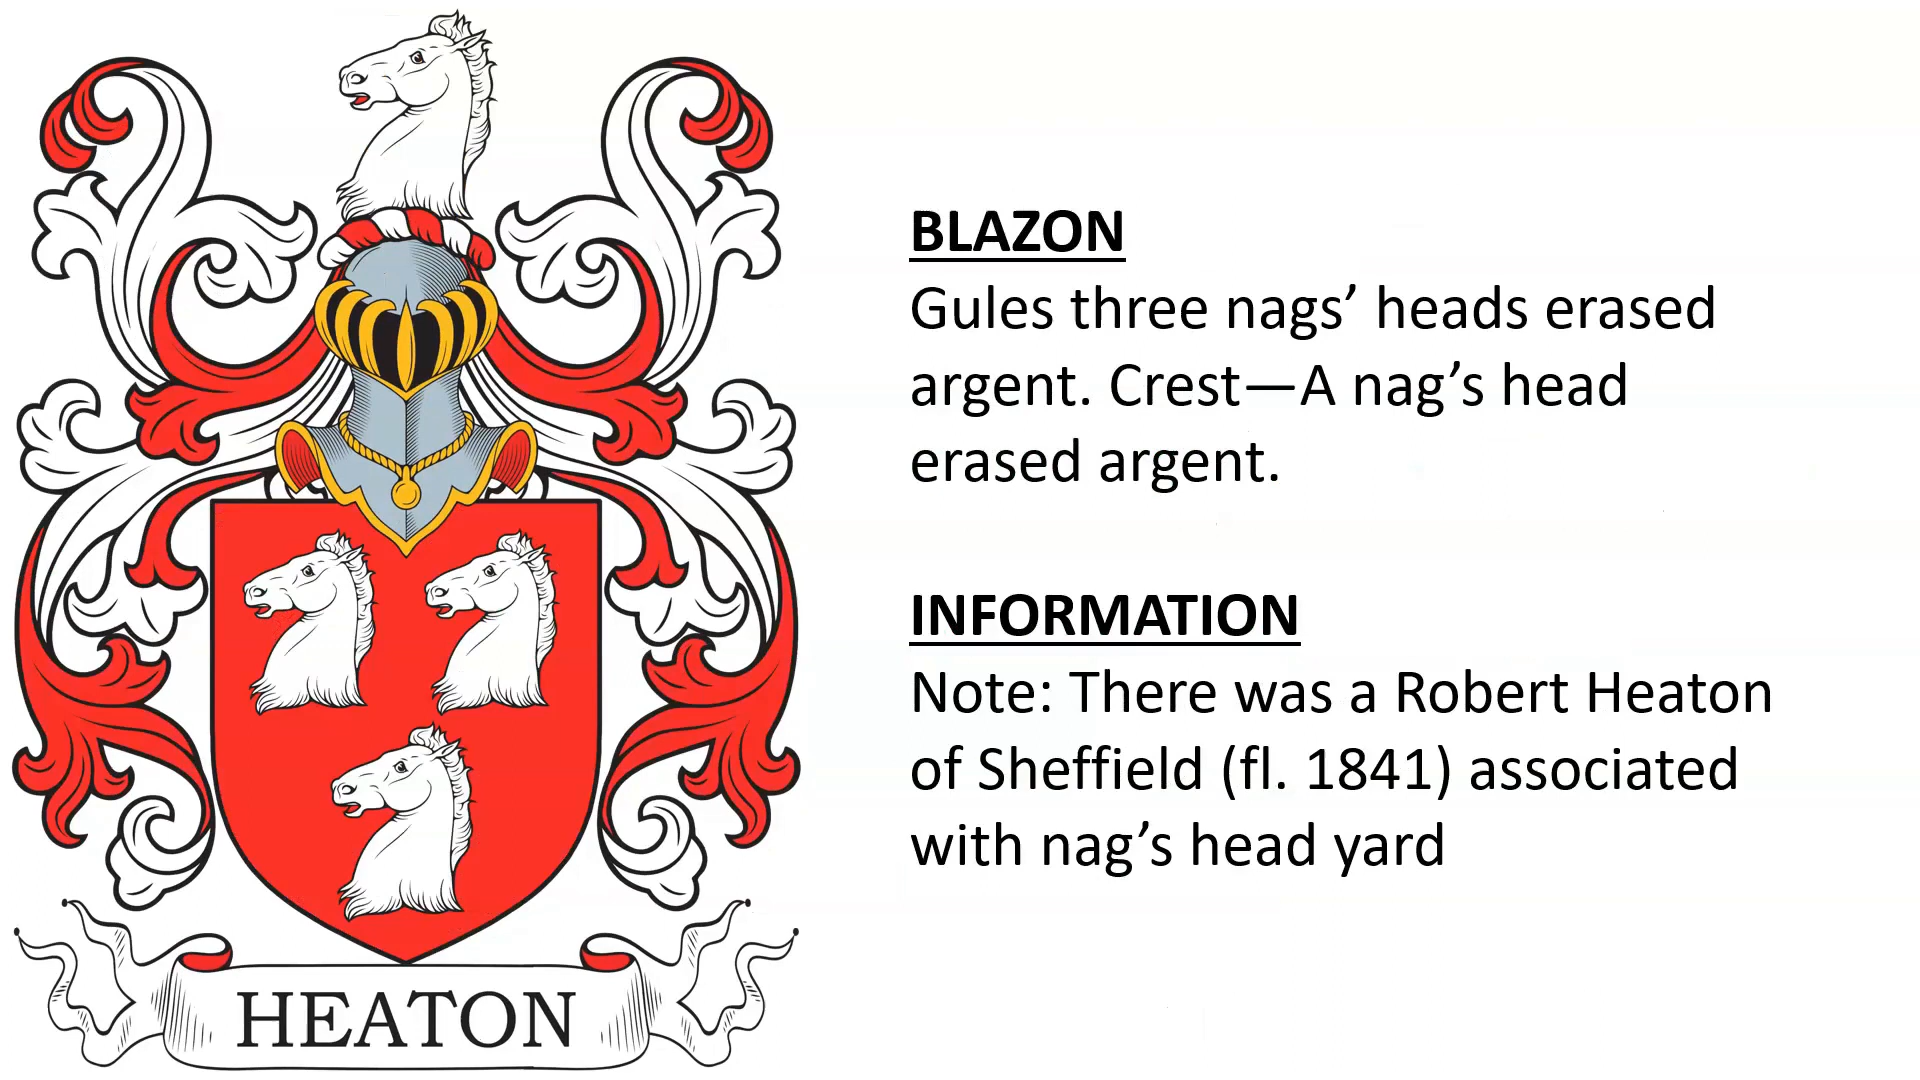 BLAZON
Gules three nags’ heads erased
argent. Crest—A nag’s head
erased argent.
INFORMATION
Note: There was a Robert Heaton
of Sheffield (fl. 1841) associated
with nag’s head yard
HEATON